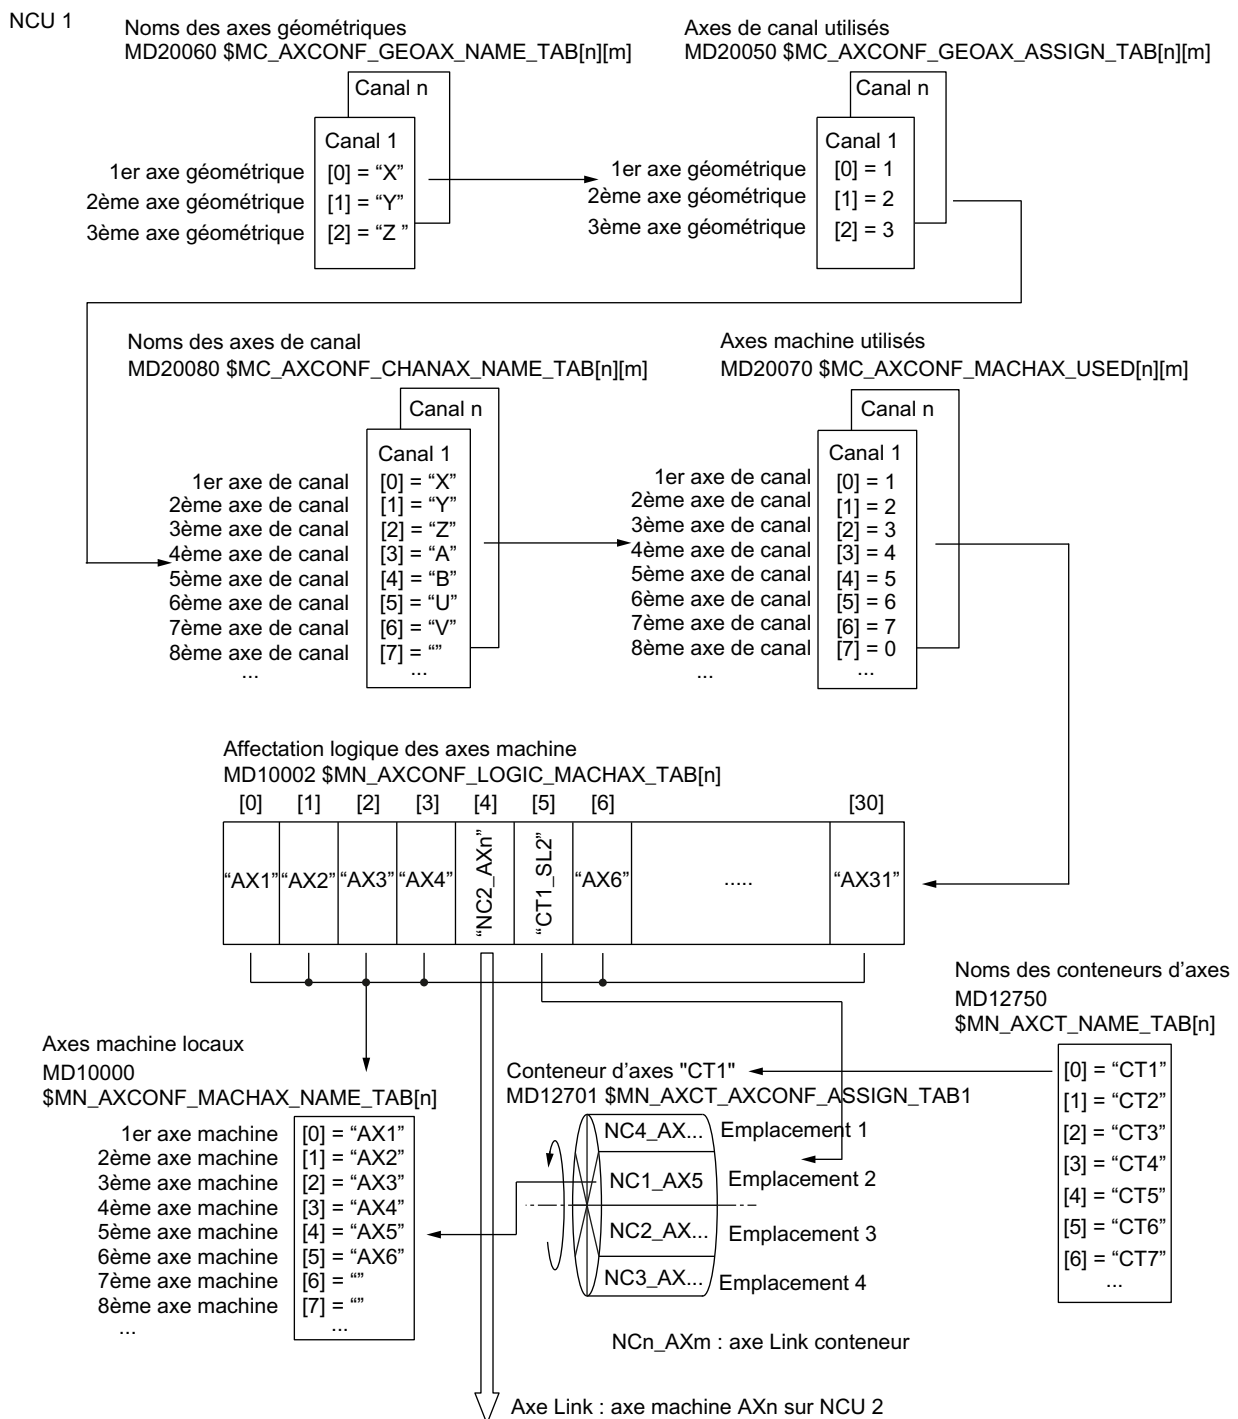 NCU 1
Noms des axes géométriques
MD20060 $MC_AXCONF_GEOAX_NAME_TAB[n][m]
Axes de canal utilisés
MD20050 $MC_AXCONF_GEOAX_ASSIGN_TAB[n][m]
Canal n
Canal 1
1er axe géométrique [0] = “X”
2ème axe géométrique [1] = “Y”
3ème axe géométrique [2] = “Z ”
Canal n
Canal 1
1er axe géométrique [0] = 1
2ème axe géométrique [1] = 2
3ème axe géométrique [2] = 3
Noms des axes de canal
MD20080 $MC_AXCONF_CHANAX_NAME_TAB[n][m]
Canal n
Canal 1
1er axe de canal [0] = “X”
2ème axe de canal [1] = “Y”
3ème axe de canal [2] = “Z”
4ème axe de canal [3] = “A”
5ème axe de canal [4] = “B”
6ème axe de canal [5] = “U”
7ème axe de canal [6] = “V”
8ème axe de canal [7] = “”
... ...
Axes machine utilisés
MD20070 $MC_AXCONF_MACHAX_USED[n][m]
Canal n
Canal 1
1er axe de canal [0] = 1
2ème axe de canal [1] = 2
3ème axe de canal [2] = 3
4ème axe de canal [3] = 4
5ème axe de canal [4] = 5
6ème axe de canal [5] = 6
7ème axe de canal [6] = 7
8ème axe de canal [7] = 0
... ...
Affectation logique des axes machine
MD10002 $MN_AXCONF_LOGIC_MACHAX_TAB[n]
[0] [1] [2] [3] [4] [5] [6] [30]
“AX1” “AX2” “AX3” “AX4” “NC2_AXn” “CT1_SL2” “AX6” ..... “AX31”
Noms des conteneurs d’axes
MD12750
$MN_AXCT_NAME_TAB[n]
[0] = “CT1”
[1] = “CT2”
[2] = “CT3”
[3] = “CT4”
[4] = “CT5”
[5] = “CT6”
[6] = “CT7”
...
Axes machine locaux
MD10000
$MN_AXCONF_MACHAX_NAME_TAB[n]
1er axe machine [0] = “AX1”
2ème axe machine [1] = “AX2”
3ème axe machine [2] = “AX3”
4ème axe machine [3] = “AX4”
5ème axe machine [4] = “AX5”
6ème axe machine [5] = “AX6”
7ème axe machine [6] = “”
8ème axe machine [7] = “”
... ...
Conteneur d’axes "CT1"
MD12701 $MN_AXCT_AXCONF_ASSIGN_TAB1
NC4_AX... Emplacement 1
NC1_AX5 Emplacement 2
NC2_AX... Emplacement 3
NC3_AX... Emplacement 4
NCn_AXm : axe Link conteneur
Axe Link : axe machine AXn sur NCU 2